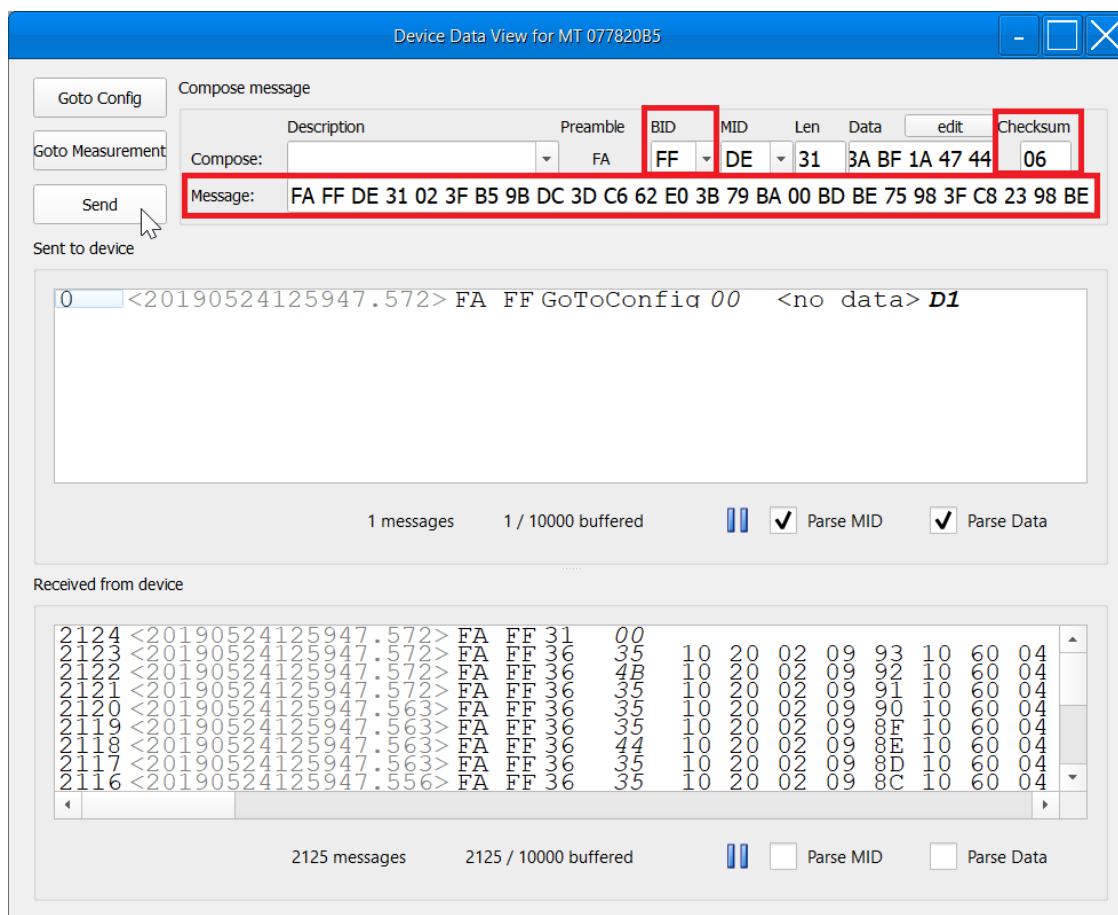 Device Data View for MT 077820B5
Goto Config
Goto Measurement
Send
Compose message
Description Preamble BID MID Len Data edit Checksum
Compose: FA FF DE 31 3A BF 1A 47 44 06
Message: FA FF DE 31 02 3F B5 9B DC 3D C6 62 E0 3B 79 BA 00 BD BE 75 98 3F C8 23 98 BE
Sent to device
0 <20190524125947.572> FA FF GoToConfig 00 <no data> D1
1 messages 1 / 10000 buffered Parse MID Parse Data
Received from device
2124 <20190524125947.572> FA FF 31 00
2123 <20190524125947.572> FA FF 36 35 10 20 02 09 93 10 60 04
2122 <20190524125947.572> FA FF 36 4B 10 20 02 09 92 10 60 04
2121 <20190524125947.572> FA FF 36 35 10 20 02 09 91 10 60 04
2120 <20190524125947.563> FA FF 36 35 10 20 02 09 90 10 60 04
2119 <20190524125947.563> FA FF 36 35 10 20 02 09 8F 10 60 04
2118 <20190524125947.563> FA FF 36 44 10 20 02 09 8E 10 60 04
2117 <20190524125947.563> FA FF 36 35 10 20 02 09 8D 10 60 04
2116 <20190524125947.556> FA FF 36 35 10 20 02 09 8C 10 60 04
2125 messages 2125 / 10000 buffered Parse MID Parse Data